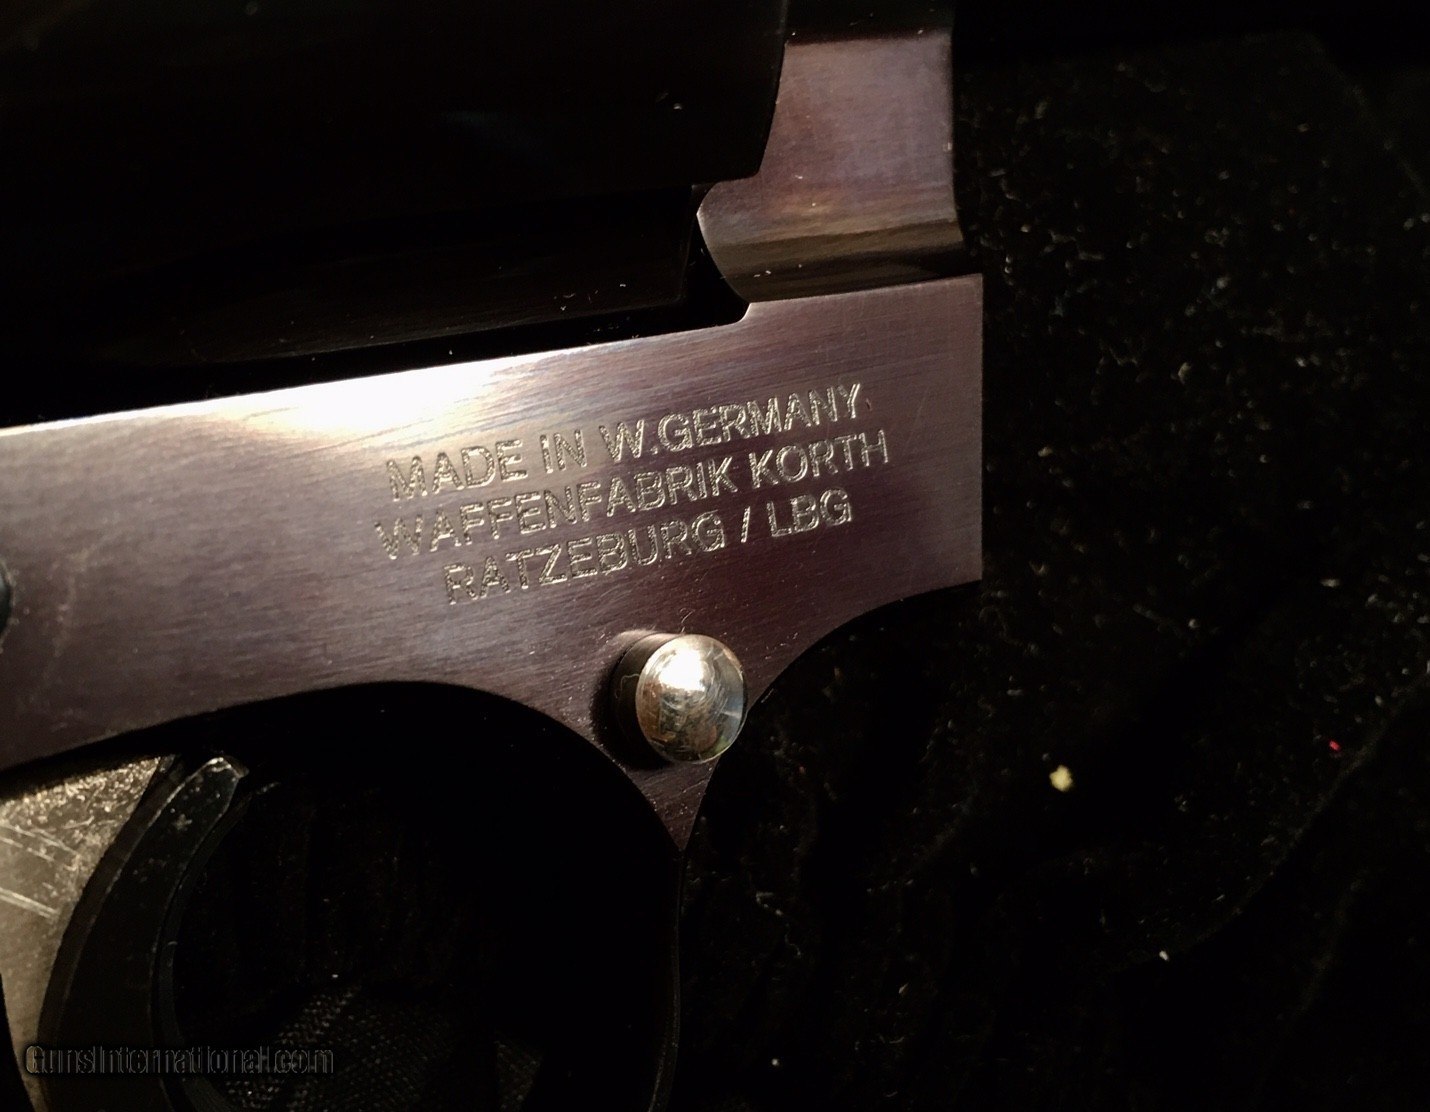 MADE IN W.GERMANY
WAFFENFABRIK KORTH
RATZEBURG / LBG
GunsInternational.com